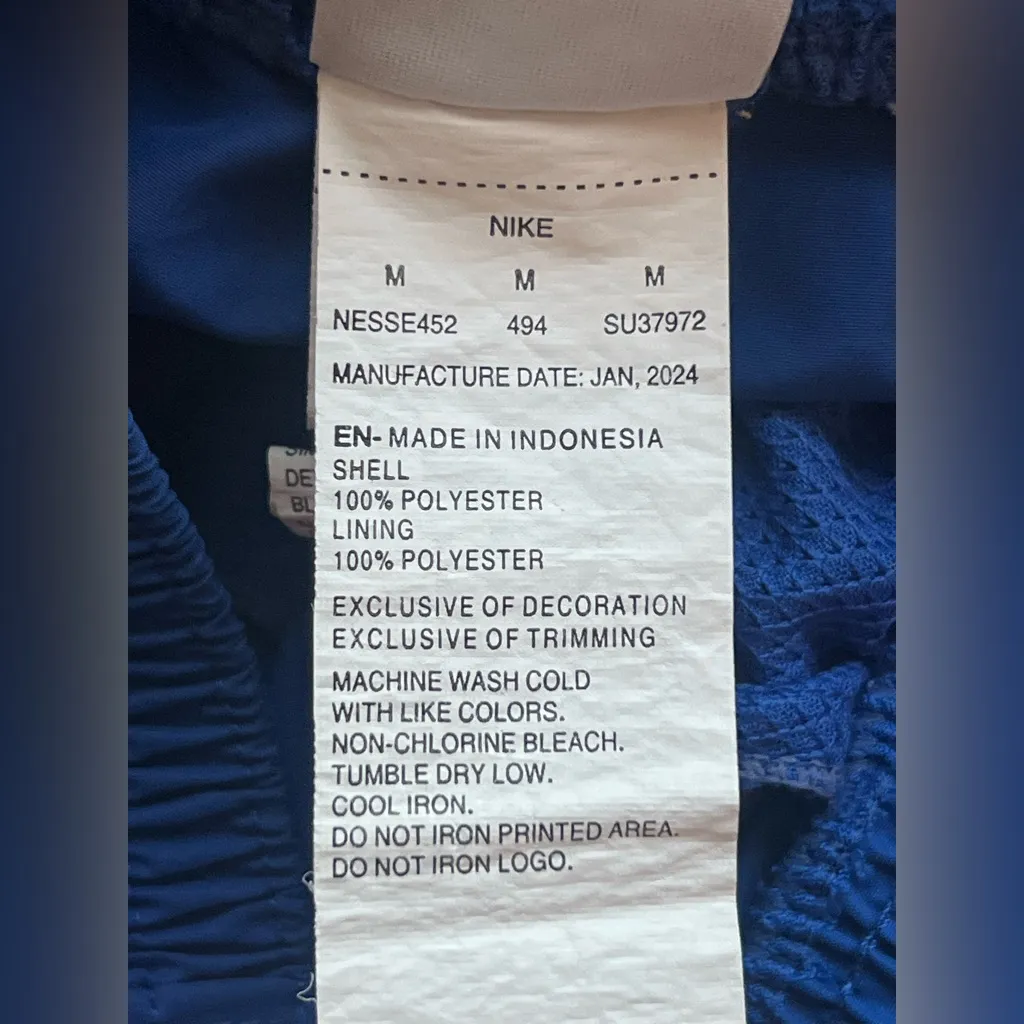 NIKE
M M M
NESSE452 494 SU37972
MANUFACTURE DATE: JAN, 2024
EN- MADE IN INDONESIA
SHELL
100% POLYESTER
LINING
100% POLYESTER
EXCLUSIVE OF DECORATION
EXCLUSIVE OF TRIMMING
MACHINE WASH COLD
WITH LIKE COLORS.
NON-CHLORINE BLEACH.
TUMBLE DRY LOW.
COOL IRON.
DO NOT IRON PRINTED AREA.
DO NOT IRON LOGO.
DE
BL